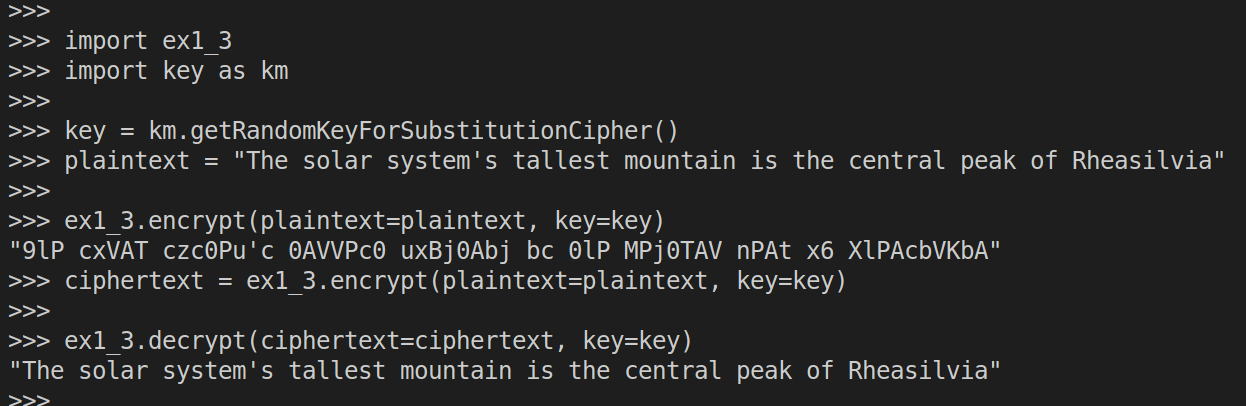 >>>
>>> import ex1_3
>>> import key as km
>>>
>>> key = km.getRandomKeyForSubstitutionCipher()
>>> plaintext = "The solar system's tallest mountain is the central peak of Rheasilvia"
>>>
>>> ex1_3.encrypt(plaintext=plaintext, key=key)
"9lP cxVAT czc0Pu'c 0AVVPc0 uxBj0Abj bc 0lP MPj0TAV nPAt x6 XlPAcbVKbA"
>>> ciphertext = ex1_3.encrypt(plaintext=plaintext, key=key)
>>>
>>> ex1_3.decrypt(ciphertext=ciphertext, key=key)
"The solar system's tallest mountain is the central peak of Rheasilvia"
>>>